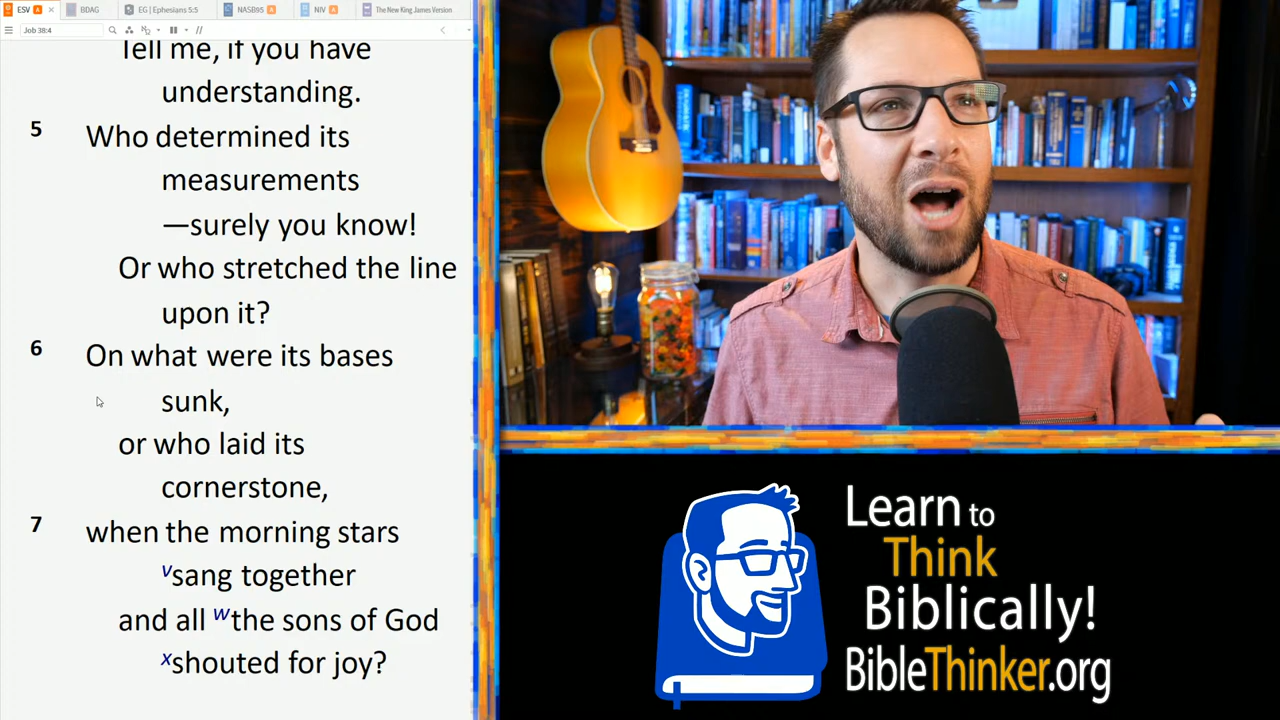 ESV A BDAG EG | Ephesians 5:5 NASB95 A NIV A The New King James Version
Job 38:4
Tell me, if you have
understanding.
5 Who determined its
measurements
—surely you know!
Or who stretched the line
upon it?
6 On what were its bases
sunk,
or who laid its
cornerstone,
7 when the morning stars
vsang together
and all wthe sons of God
xshouted for joy?
Learn to
Think
Biblically!
BibleThinker.org